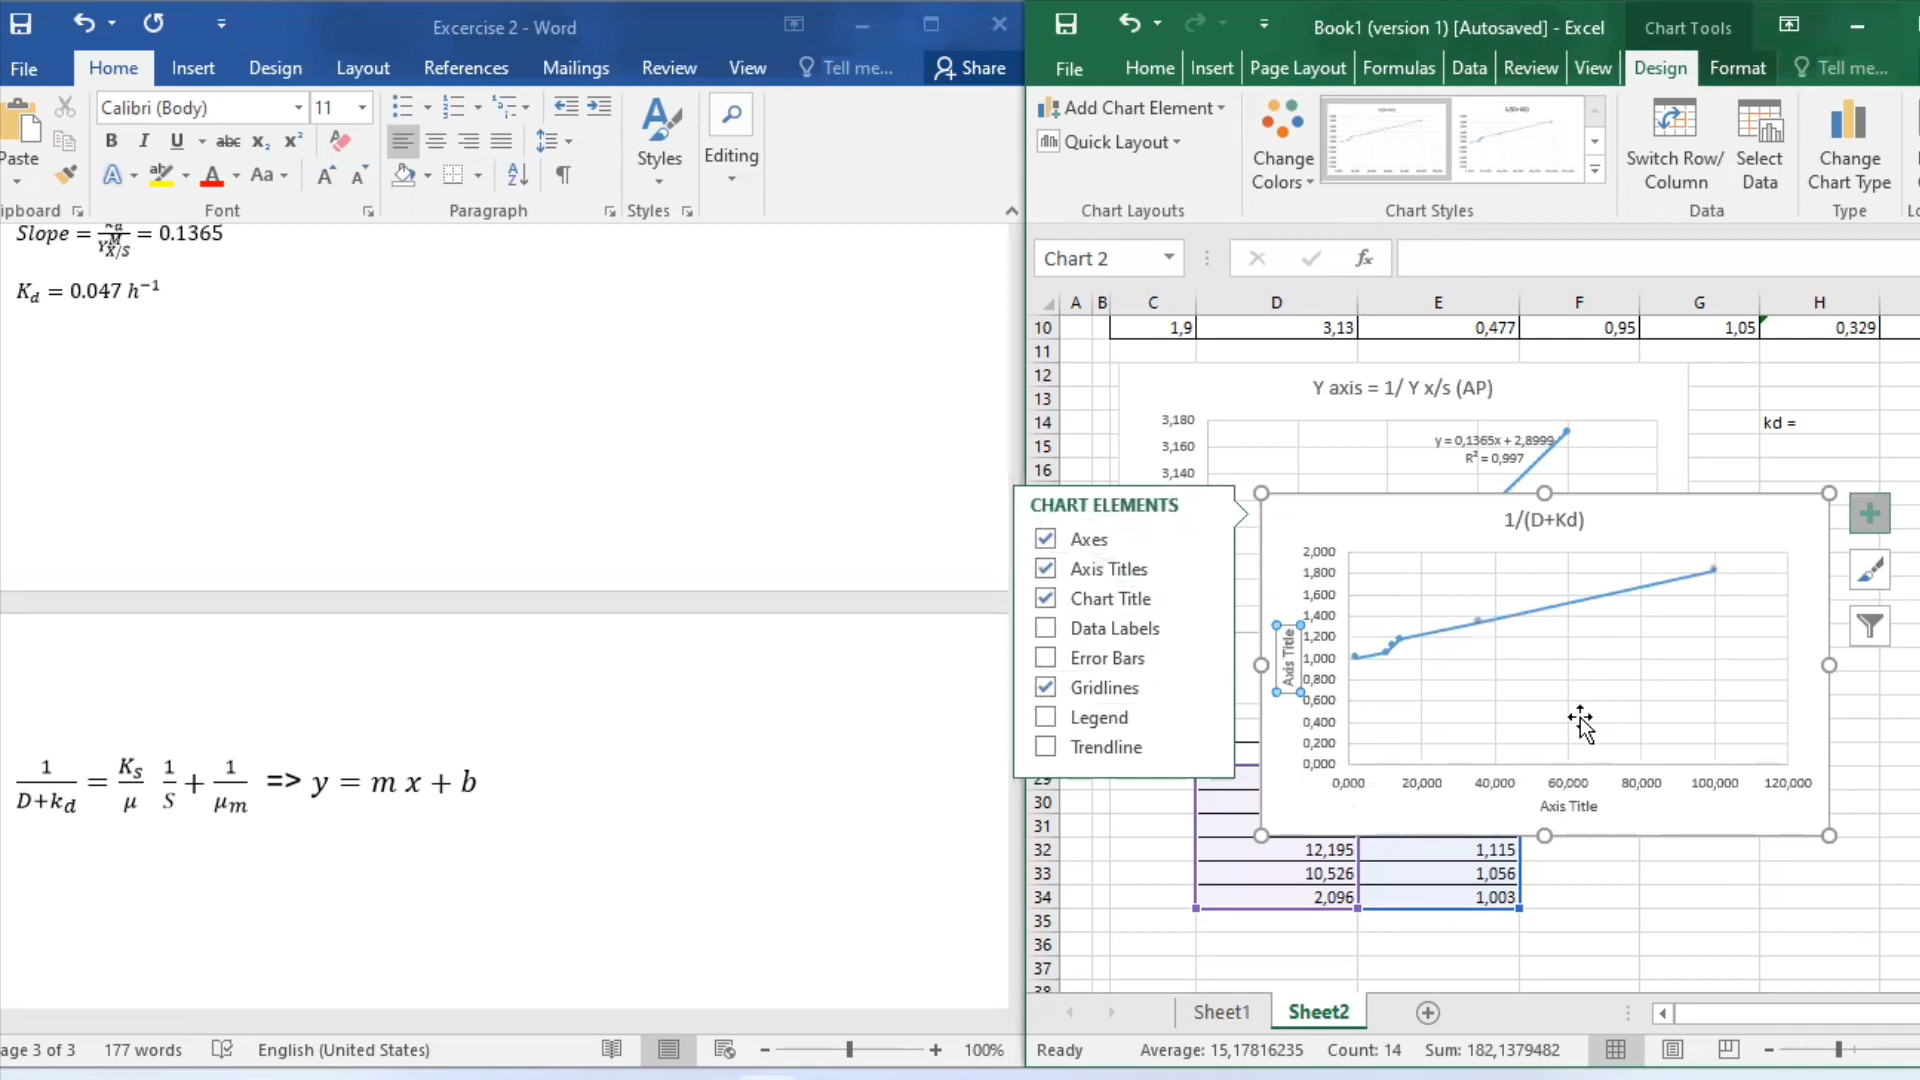 Excercise 2 - Word
File Home Insert Design Layout References Mailings Review View Tell me... Share
Calibri (Body) 11
Paste
B I U abc x₂ x²
A ab A Aa A A
Styles
Editing
Font Paragraph Styles
Slope = 0.1365
K_d = 0.047 h⁻¹
1/(D+k_d) = K_s/μ 1/S + 1/μ_m => y = m x + b
age 3 of 3 177 words English (United States) 100%
Book1 (version 1) [Autosaved] - Excel Chart Tools
File Home Insert Page Layout Formulas Data Review View Design Format Tell me...
Add Chart Element
Quick Layout
Change
Colors
Switch Row/
Column
Select
Data
Change
Chart Type
Chart Layouts Chart Styles Data Type
Chart 2 fx
A B C D E F G H
10 1,9 3,13 0,477 0,95 1,05 0,329
11
12
13
14 kd =
15
16
Y axis = 1/ Y x/s (AP)
3,180
3,160
3,140
y = 0,1365x + 2,8999
R² = 0,997
CHART ELEMENTS
Axes
Axis Titles
Chart Title
Data Labels
Error Bars
Gridlines
Legend
Trendline
1/(D+Kd)
2,000
1,800
1,600
1,400
1,200
1,000
0,800
0,600
0,400
0,200
0,000
Axis Title
0,000 20,000 40,000 60,000 80,000 100,000 120,000
Axis Title
29
30
31
32 12,195 1,115
33 10,526 1,056
34 2,096 1,003
35
36
37
38
Sheet1 Sheet2
Ready Average: 15,17816235 Count: 14 Sum: 182,1379482